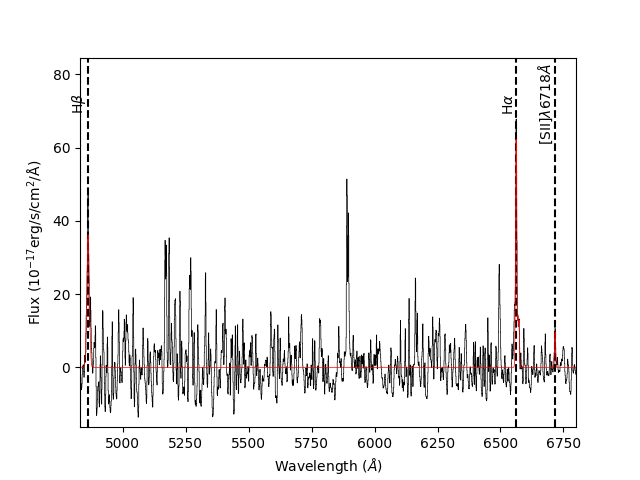 Hβ
Hα
[SII]λ6718Å
80
60
40
20
0
Flux (10⁻¹⁷erg/s/cm²/Å)
5000 5250 5500 5750 6000 6250 6500 6750
Wavelength (Å)